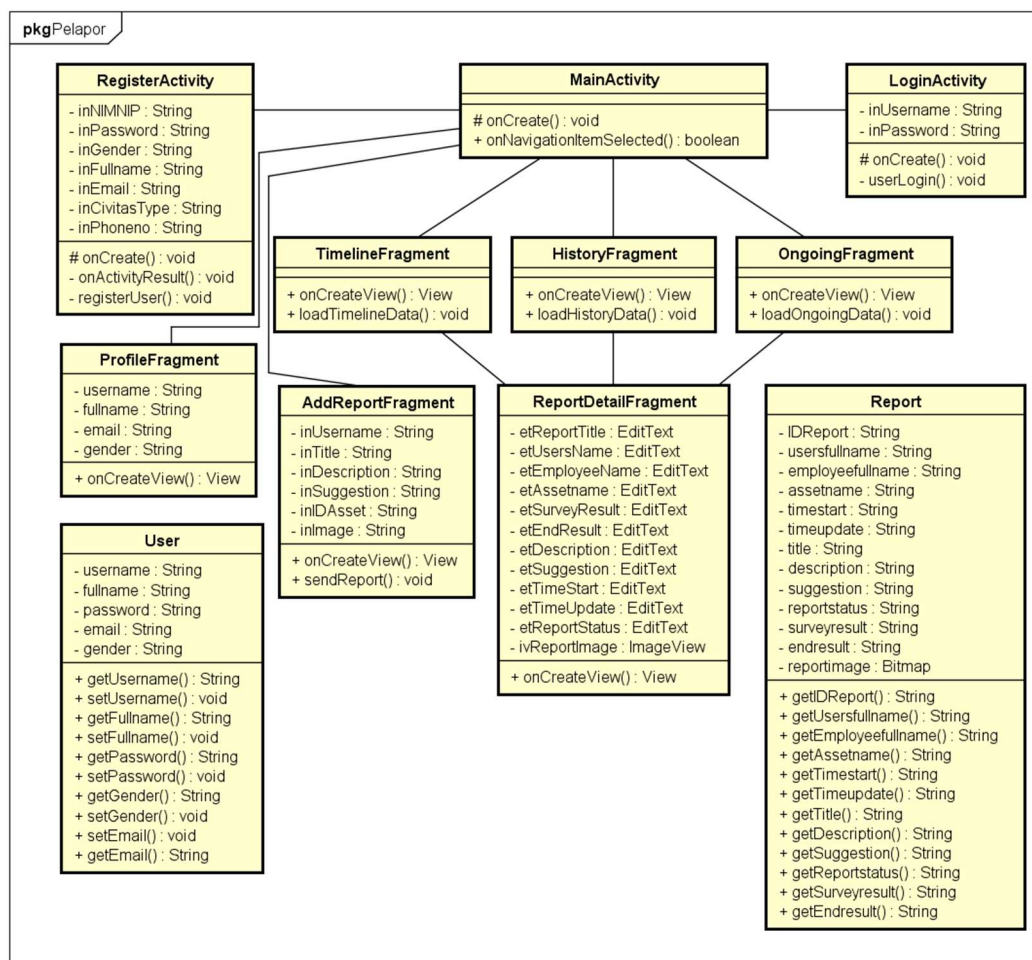 pkgPelapor
RegisterActivity
- inNIMNIP : String
- inPassword : String
- inGender : String
- inFullname : String
- inEmail : String
- inCivitasType : String
- inPhoneno : String
# onCreate() : void
- onActivityResult() : void
- registerUser() : void
MainActivity
# onCreate() : void
+ onNavigationItemSelected() : boolean
LoginActivity
- inUsername : String
- inPassword : String
# onCreate() : void
- userLogin() : void
TimelineFragment
+ onCreateView() : View
+ loadTimelineData() : void
HistoryFragment
+ onCreateView() : View
+ loadHistoryData() : void
OngoingFragment
+ onCreateView() : View
+ loadOngoingData() : void
ProfileFragment
- username : String
- fullname : String
- email : String
- gender : String
+ onCreateView() : View
AddReportFragment
- inUsername : String
- inTitle : String
- inDescription : String
- inSuggestion : String
- inIDAsset : String
- inImage : String
+ onCreateView() : View
+ sendReport() : void
ReportDetailFragment
- etReportTitle : EditText
- etUsersName : EditText
- etEmployeeName : EditText
- etAssetname : EditText
- etSurveyResult : EditText
- etEndResult : EditText
- etDescription : EditText
- etSuggestion : EditText
- etTimeStart : EditText
- etTimeUpdate : EditText
- etReportStatus : EditText
- ivReportImage : ImageView
+ onCreateView() : View
Report
- IDReport : String
- usersfullname : String
- employeefullname : String
- assetname : String
- timestart : String
- timeupdate : String
- title : String
- description : String
- suggestion : String
- reportstatus : String
- surveyresult : String
- endresult : String
- reportimage : Bitmap
+ getIDReport() : String
+ getUsersfullname() : String
+ getEmployeefullname() : String
+ getAssetname() : String
+ getTimestart() : String
+ getTimeupdate() : String
+ getTitle() : String
+ getDescription() : String
+ getSuggestion() : String
+ getReportstatus() : String
+ getSurveyresult() : String
+ getEndresult() : String
User
- username : String
- fullname : String
- password : String
- email : String
- gender : String
+ getUsername() : String
+ setUsername() : void
+ getFullname() : String
+ setFullname() : void
+ getPassword() : String
+ setPassword() : void
+ getGender() : String
+ setGender() : void
+ setEmail() : void
+ getEmail() : String